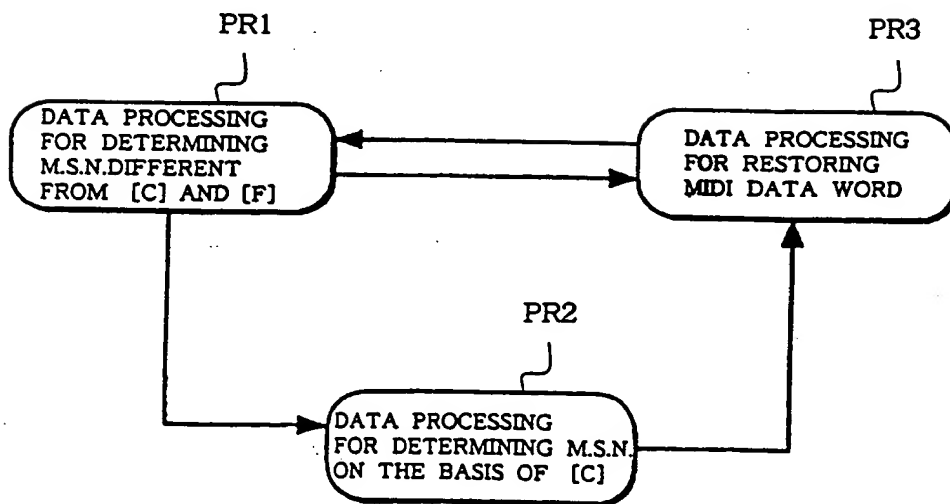 PR1
DATA PROCESSING
FOR DETERMINING
M.S.N.DIFFERENT
FROM [C] AND [F]
PR3
DATA PROCESSING
FOR RESTORING
MIDI DATA WORD
PR2
DATA PROCESSING
FOR DETERMINING M.S.N.
ON THE BASIS OF [C]